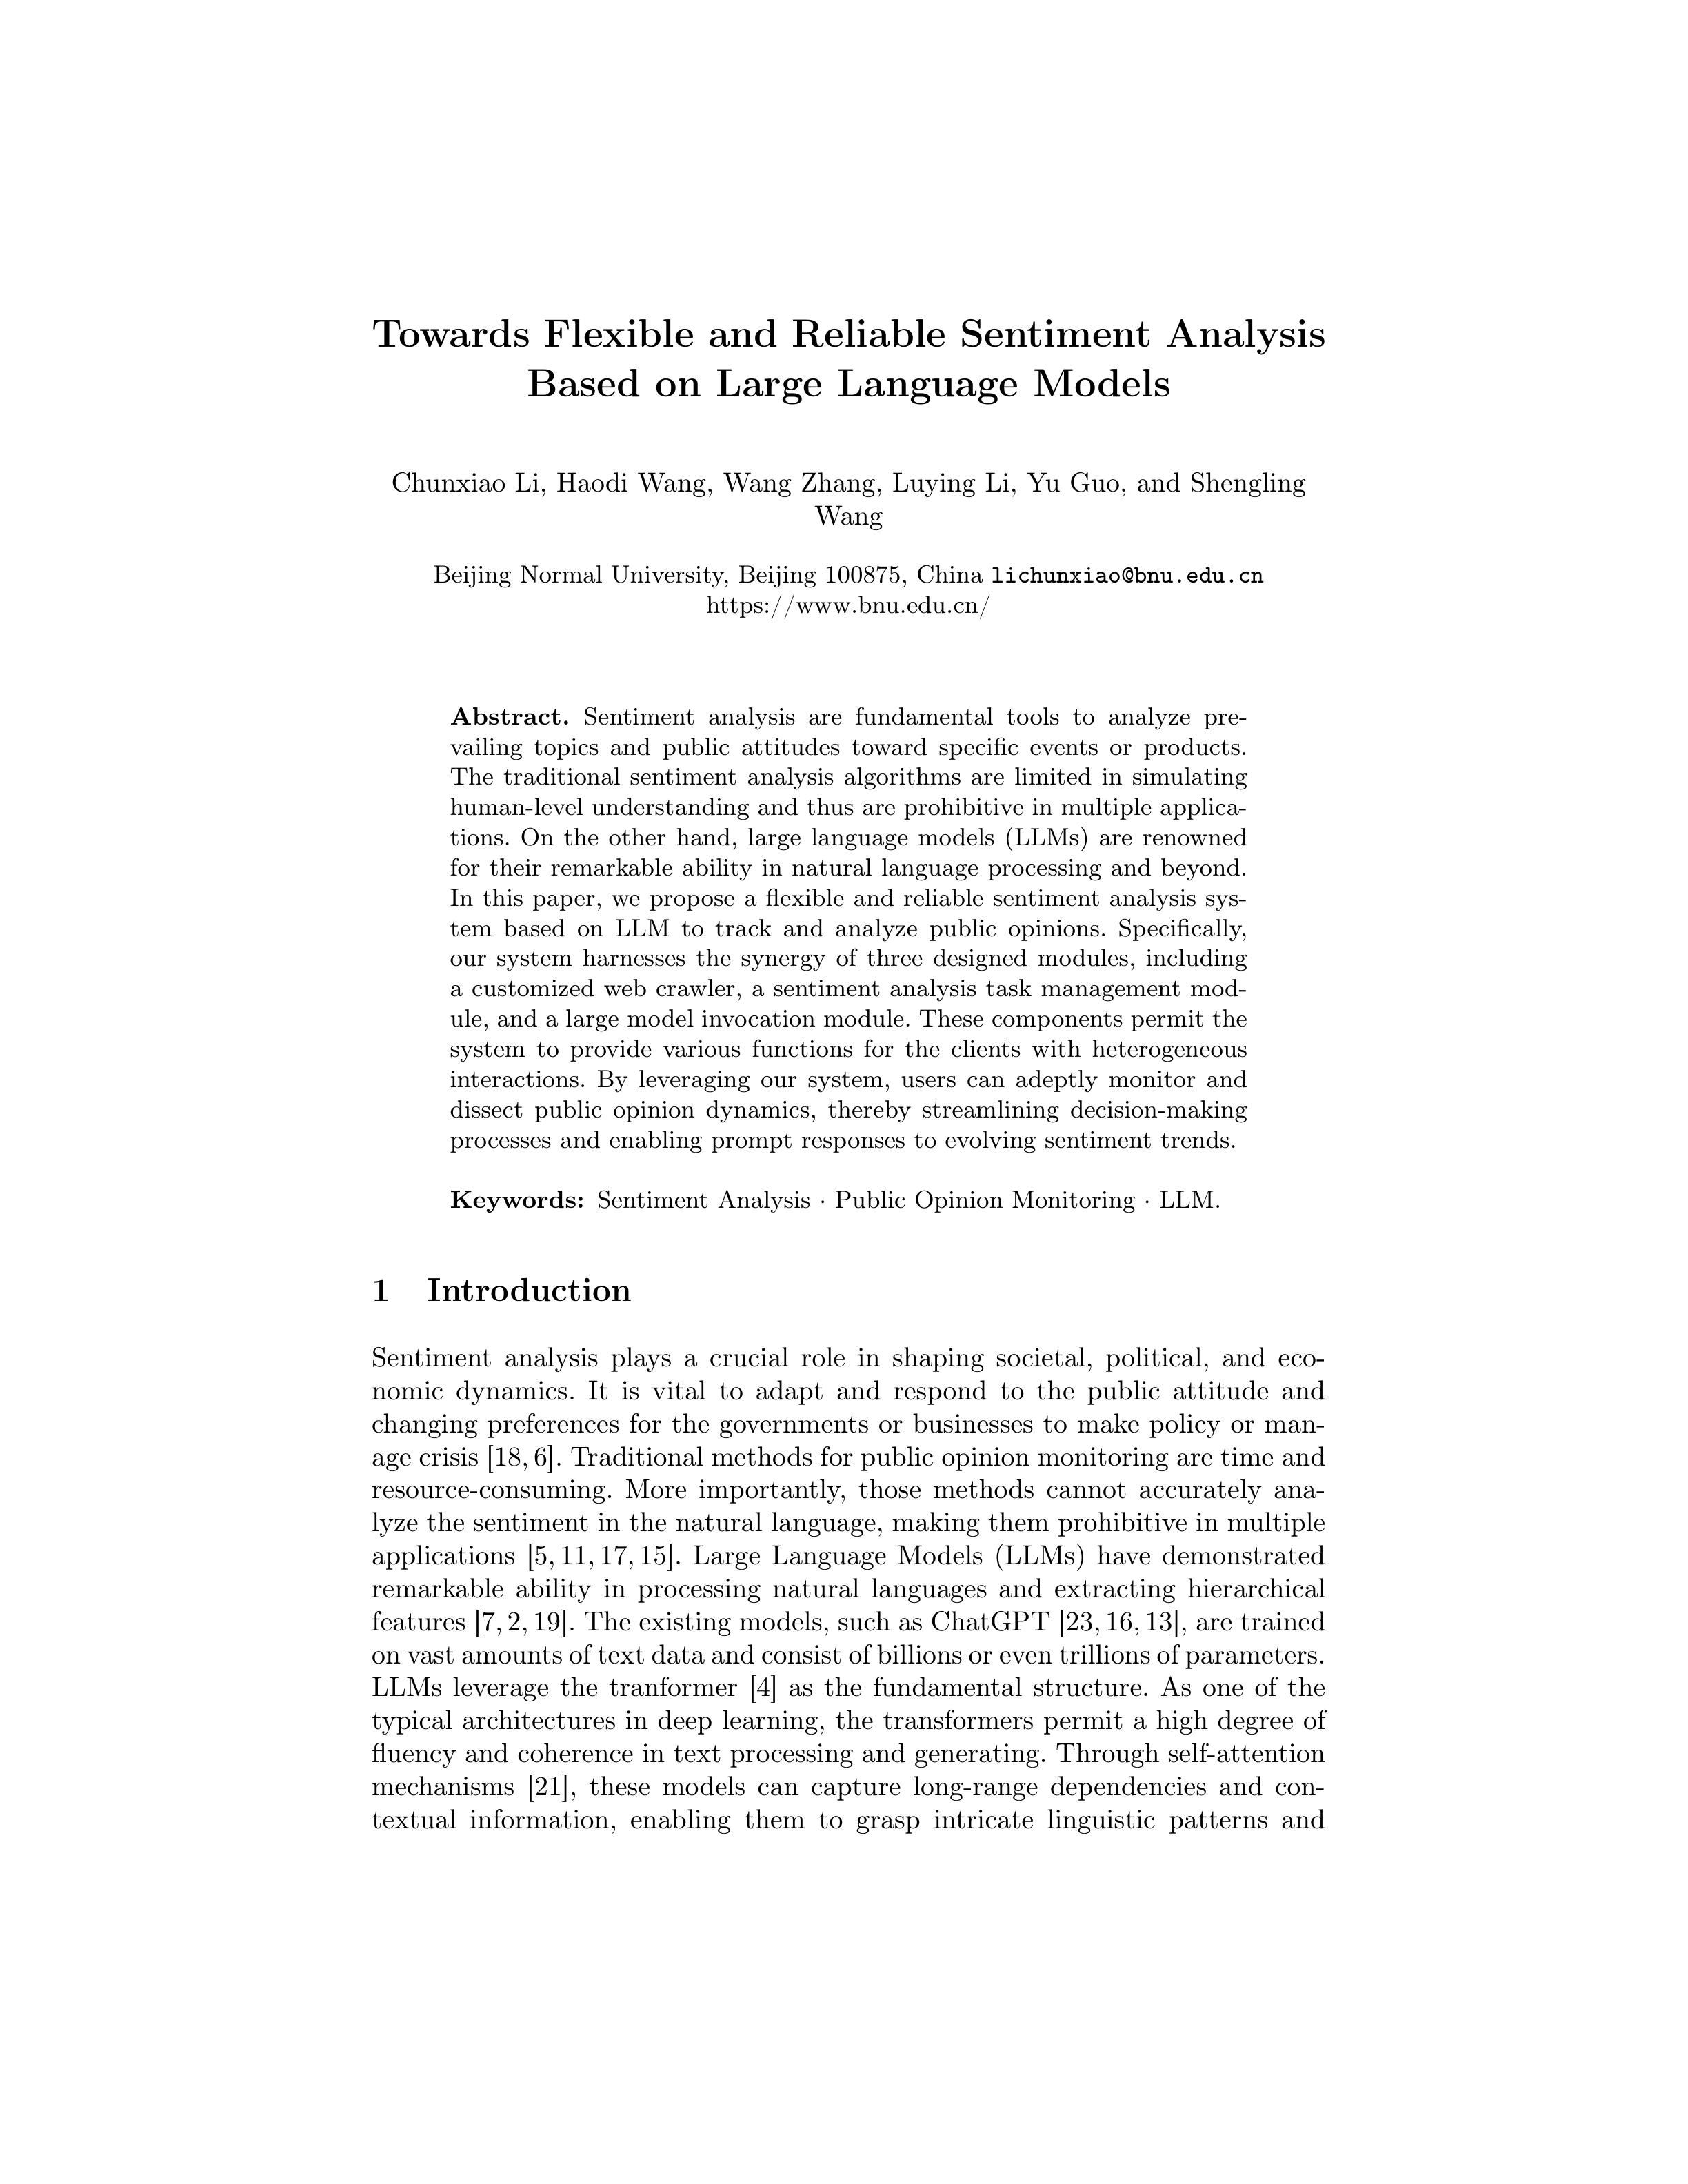 Towards Flexible and Reliable Sentiment Analysis
Based on Large Language Models
Chunxiao Li, Haodi Wang, Wang Zhang, Luying Li, Yu Guo, and Shengling
Wang
Beijing Normal University, Beijing 100875, China lichunxiao@bnu.edu.cn
https://www.bnu.edu.cn/
Abstract. Sentiment analysis are fundamental tools to analyze pre-
vailing topics and public attitudes toward specific events or products.
The traditional sentiment analysis algorithms are limited in simulating
human-level understanding and thus are prohibitive in multiple applica-
tions. On the other hand, large language models (LLMs) are renowned
for their remarkable ability in natural language processing and beyond.
In this paper, we propose a flexible and reliable sentiment analysis sys-
tem based on LLM to track and analyze public opinions. Specifically,
our system harnesses the synergy of three designed modules, including
a customized web crawler, a sentiment analysis task management mod-
ule, and a large model invocation module. These components permit the
system to provide various functions for the clients with heterogeneous
interactions. By leveraging our system, users can adeptly monitor and
dissect public opinion dynamics, thereby streamlining decision-making
processes and enabling prompt responses to evolving sentiment trends.
Keywords: Sentiment Analysis · Public Opinion Monitoring · LLM.
1 Introduction
Sentiment analysis plays a crucial role in shaping societal, political, and eco-
nomic dynamics. It is vital to adapt and respond to the public attitude and
changing preferences for the governments or businesses to make policy or man-
age crisis [18, 6]. Traditional methods for public opinion monitoring are time and
resource-consuming. More importantly, those methods cannot accurately ana-
lyze the sentiment in the natural language, making them prohibitive in multiple
applications [5, 11, 17, 15]. Large Language Models (LLMs) have demonstrated
remarkable ability in processing natural languages and extracting hierarchical
features [7, 2, 19]. The existing models, such as ChatGPT [23, 16, 13], are trained
on vast amounts of text data and consist of billions or even trillions of parameters.
LLMs leverage the tranformer [4] as the fundamental structure. As one of the
typical architectures in deep learning, the transformers permit a high degree of
fluency and coherence in text processing and generating. Through self-attention
mechanisms [21], these models can capture long-range dependencies and con-
textual information, enabling them to grasp intricate linguistic patterns and